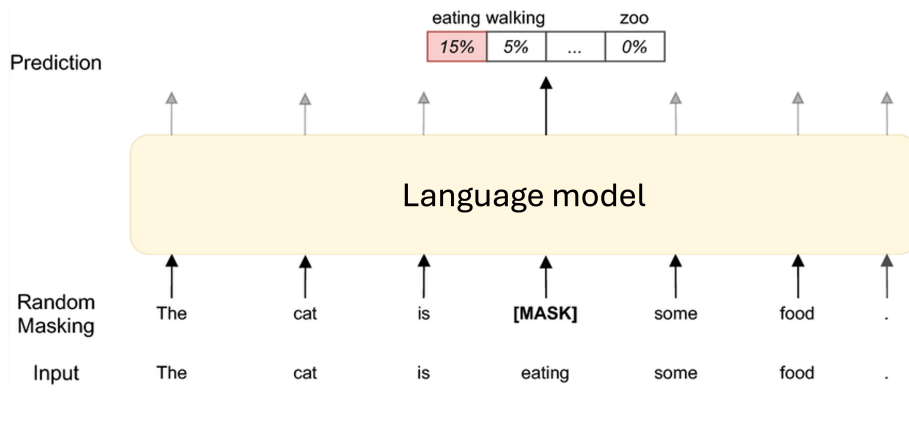 eating walking zoo
Prediction 15% 5% ... 0%
Language model
Random Masking The cat is [MASK] some food .
Input The cat is eating some food .